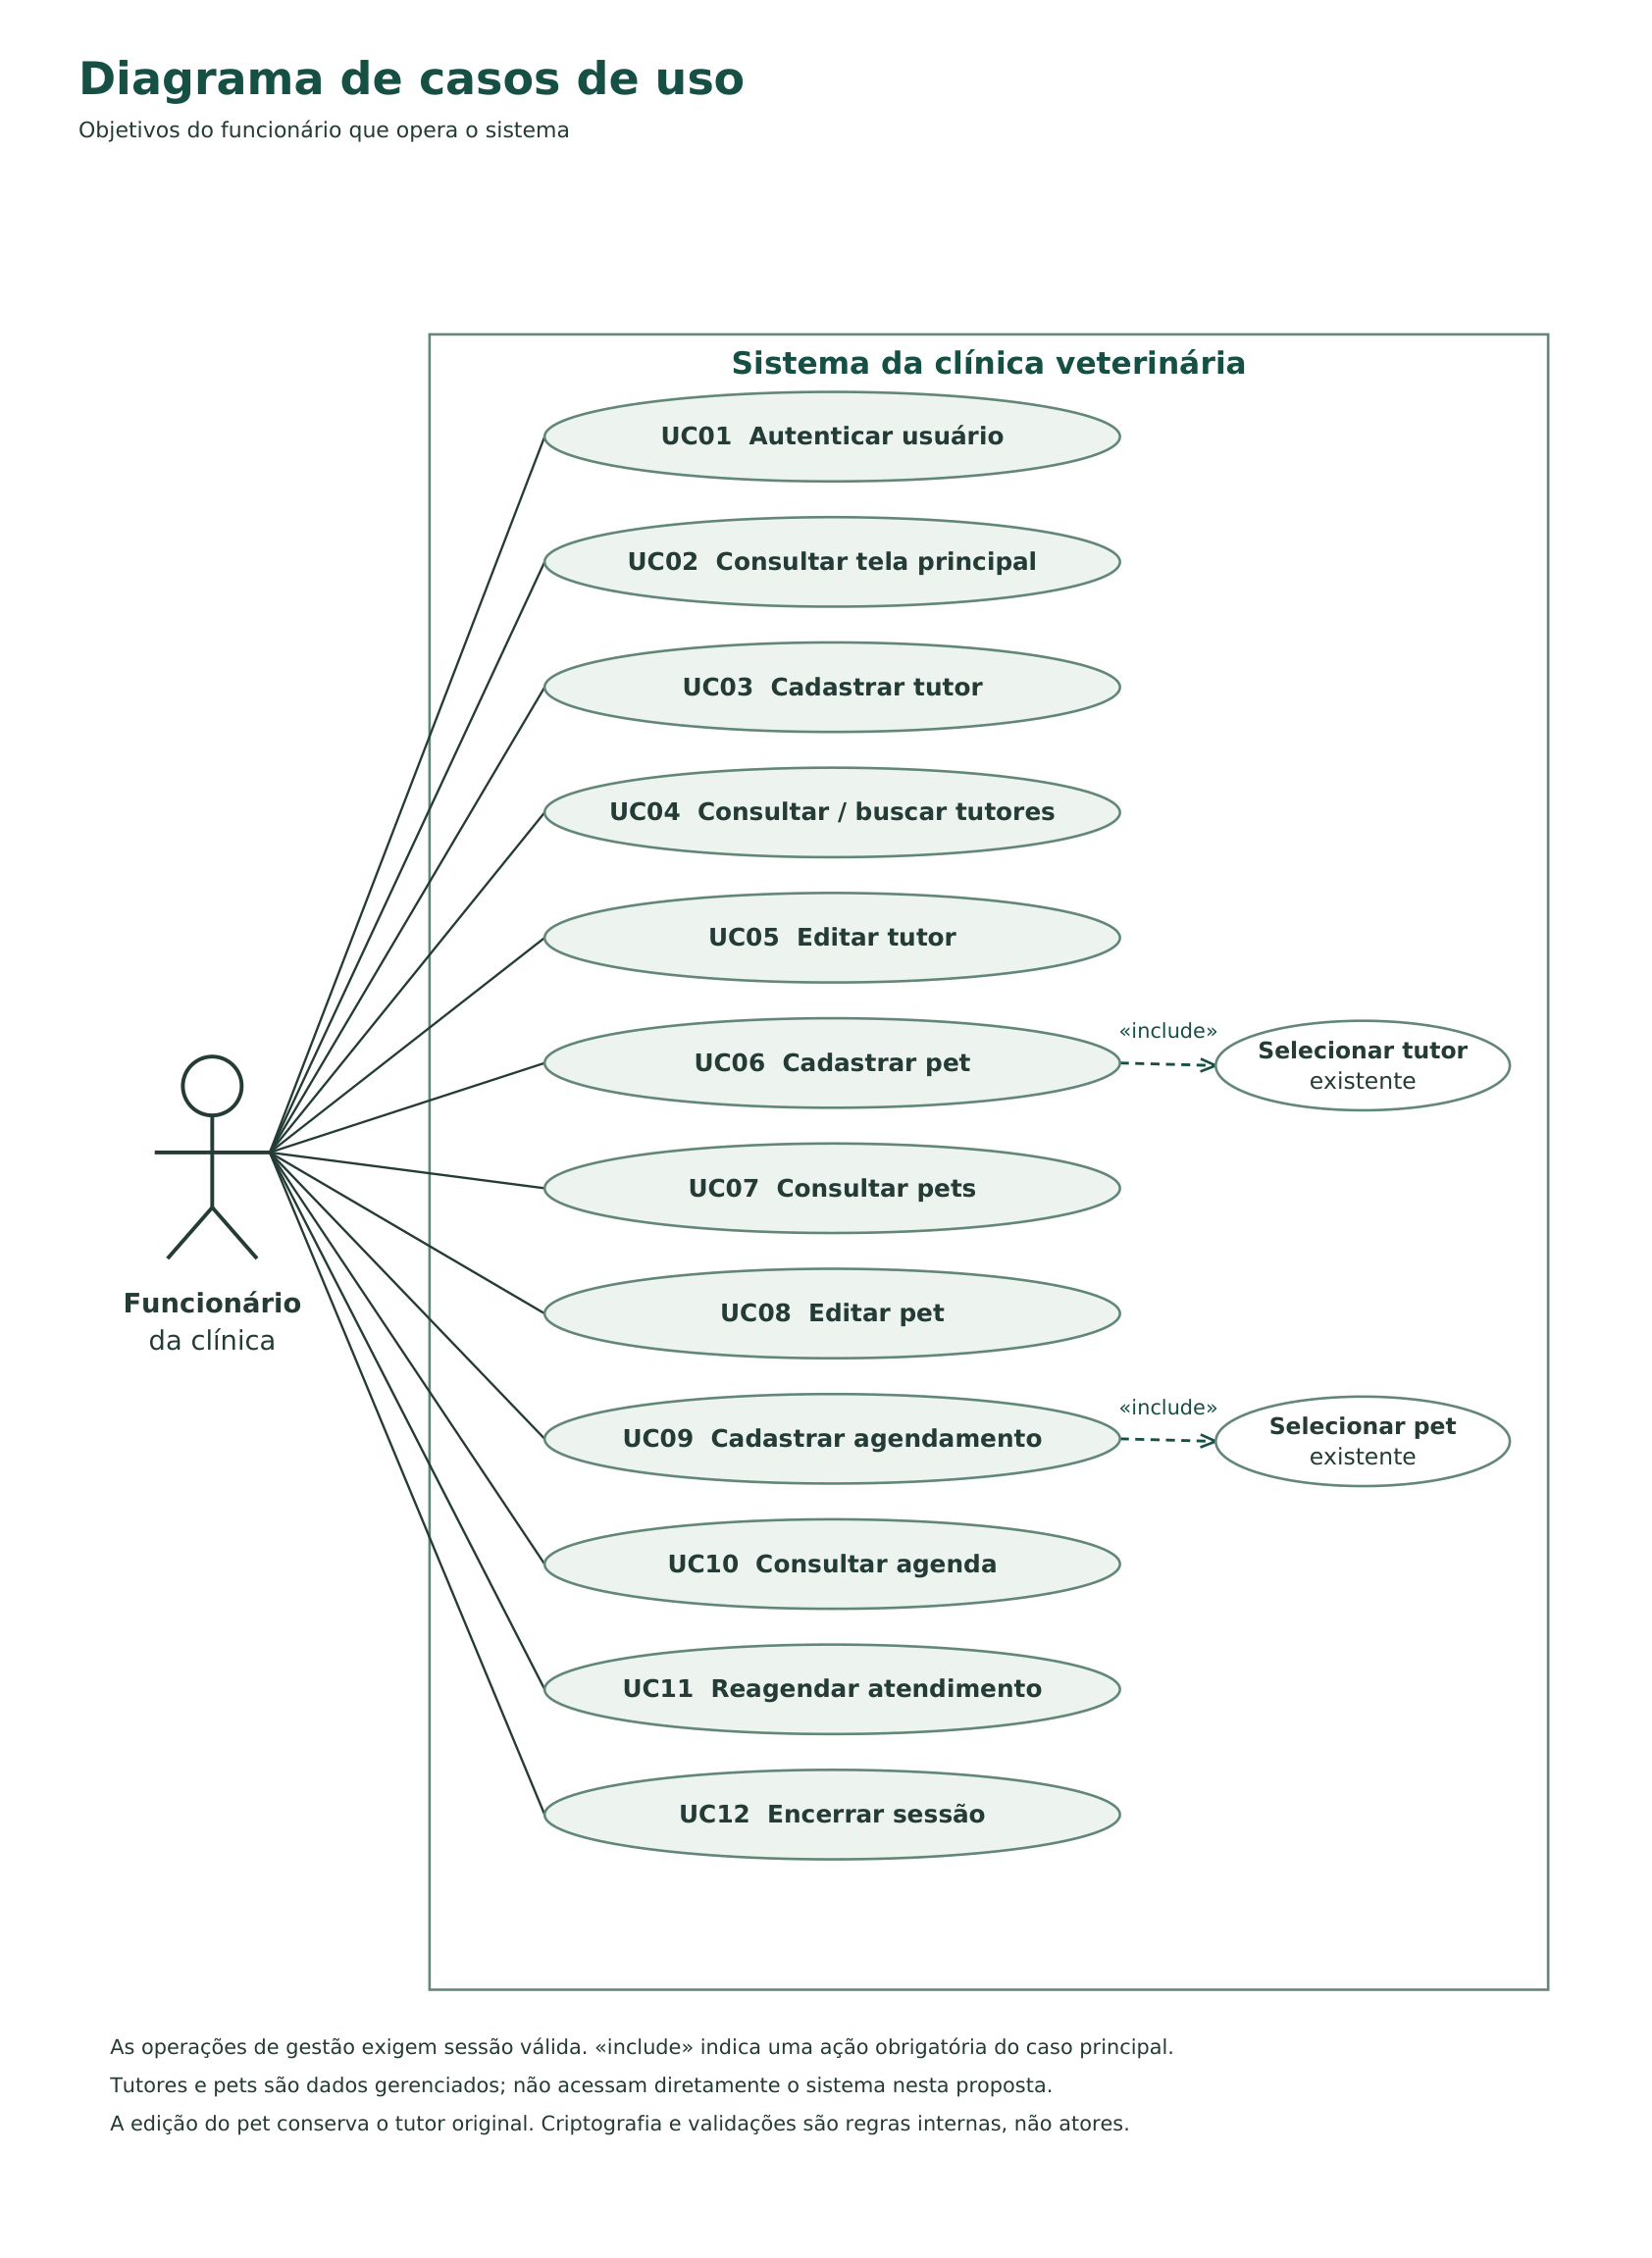 Diagrama de casos de uso
Objetivos do funcionário que opera o sistema
Sistema da clínica veterinária
UC01 Autenticar usuário
UC02 Consultar tela principal
UC03 Cadastrar tutor
UC04 Consultar / buscar tutores
UC05 Editar tutor
UC06 Cadastrar pet
«include»
Selecionar tutor
existente
UC07 Consultar pets
UC08 Editar pet
Funcionário
da clínica
UC09 Cadastrar agendamento
«include»
Selecionar pet
existente
UC10 Consultar agenda
UC11 Reagendar atendimento
UC12 Encerrar sessão
As operações de gestão exigem sessão válida. «include» indica uma ação obrigatória do caso principal.
Tutores e pets são dados gerenciados; não acessam diretamente o sistema nesta proposta.
A edição do pet conserva o tutor original. Criptografia e validações são regras internas, não atores.